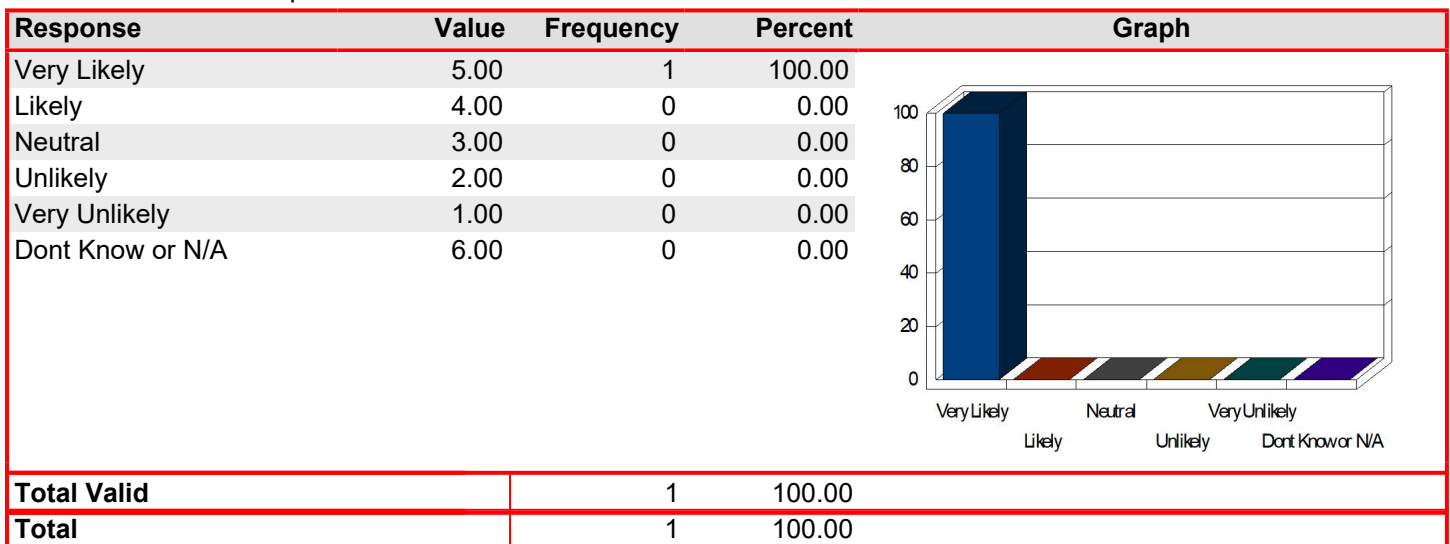 Response Value Frequency Percent Graph
Very Likely 5.00 1 100.00
Likely 4.00 0 0.00
Neutral 3.00 0 0.00
Unlikely 2.00 0 0.00
Very Unlikely 1.00 0 0.00
Dont Know or N/A 6.00 0 0.00
100
80
60
40
20
0
Very Likely Neutral Very Unlikely
Likely Unlikely Dont Know or N/A
Total Valid 1 100.00
Total 1 100.00